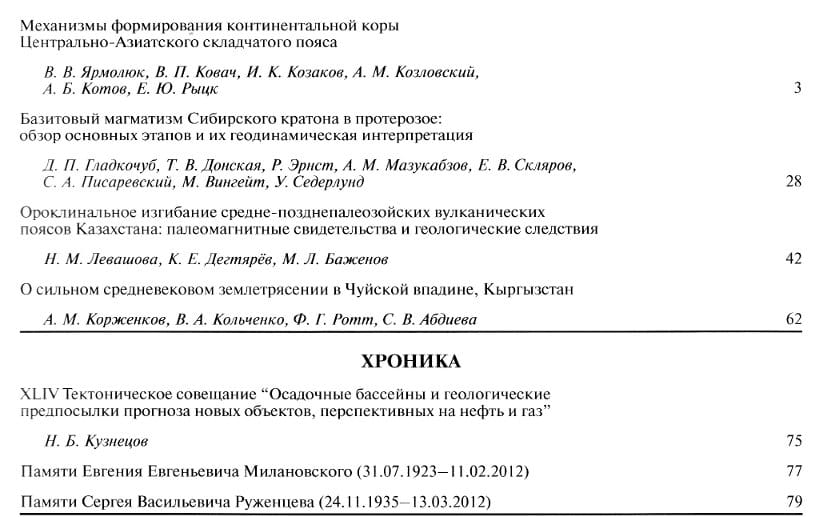 Механизмы формирования континентальной коры
Центрально-Азиатского складчатого пояса
В. В. Ярмолюк, В. П. Ковач, И. К. Козаков, А. М. Козловский,
А. Б. Котов, Е. Ю. Рыцк 3
Базитовый магматизм Сибирского кратона в протерозое:
обзор основных этапов и их геодинамическая интерпретация
Д. П. Гладкочуб, Т. В. Донская, Р. Эрнст, А. М. Мазукабзов, Е. В. Скляров,
С. А. Писаревский, М. Вингейт, У. Седерлунд 28
Ороклинальное изгибание средне-позднепалеозойских вулканических
поясов Казахстана: палеомагнитные свидетельства и геологические следствия
Н. М. Левашова, К. Е. Дегтярёв, М. Л. Баженов 42
О сильном средневековом землетрясении в Чуйской впадине, Кыргызстан
А. М. Корженков, В. А. Кольченко, Ф. Г. Ротт, С. В. Абдиева 62
ХРОНИКА
XLIV Тектоническое совещание “Осадочные бассейны и геологические
предпосылки прогноза новых объектов, перспективных на нефть и газ”
Н. Б. Кузнецов 75
Памяти Евгения Евгеньевича Милановского (31.07.1923–11.02.2012) 77
Памяти Сергея Васильевича Руженцева (24.11.1935–13.03.2012) 79